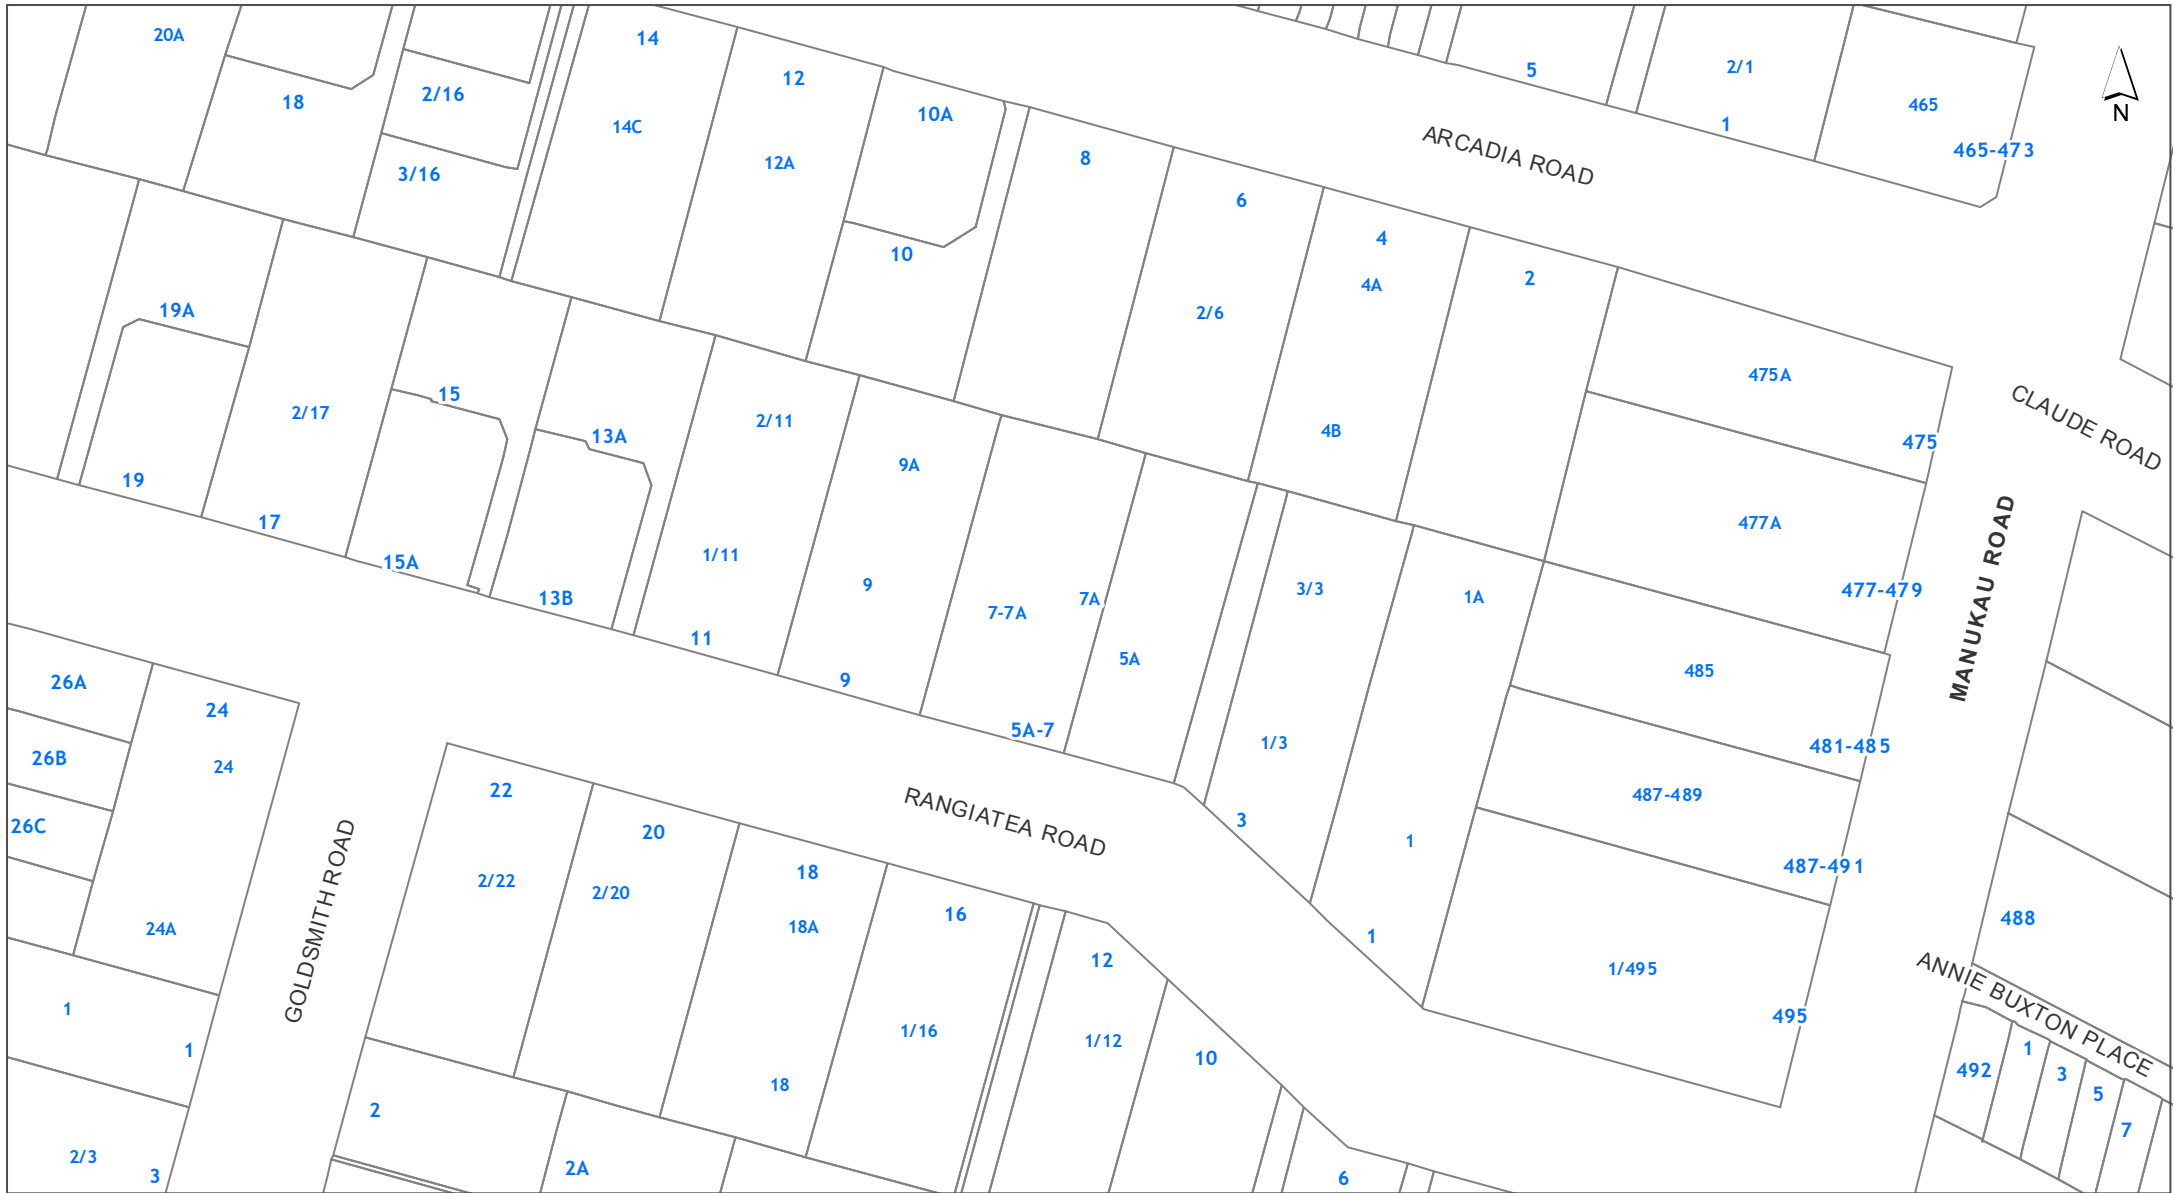 20A
14
18
2/16
12
14C
10A
12A
3/16
5
2/1
1
465
465-473
N
ARCADIA ROAD
8
6
10
4
4A
2
2/6
4B
19A
15
2/17
13A
2/11
9A
19
17
15A
13B
1/11
11
9
9
7-7A
7A
5A
5A-7
3/3
1A
1/3
3
1
1
475A
475
477A
477-479
485
481-485
487-489
487-491
1/495
495
CLAUDE ROAD
MANUKAU ROAD
26A
24
24
26B
26C
24A
1
1
2/3
3
GOLDSMITH ROAD
22
2/22
20
2/20
RANGIATEA ROAD
18
18A
18
16
1/16
12
1/12
10
6
2
2A
488
ANNIE BUXTON PLACE
492
1
3
5
7